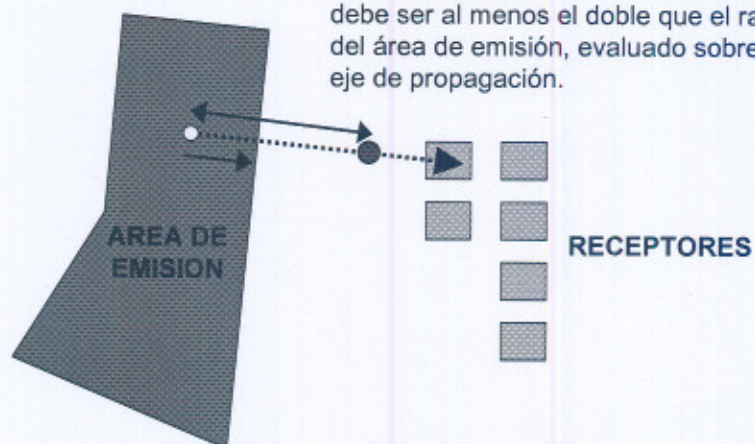 debe ser al menos el doble que el ra
del área de emisión, evaluado sobre
eje de propagación.
AREA DE
EMISION
RECEPTORES